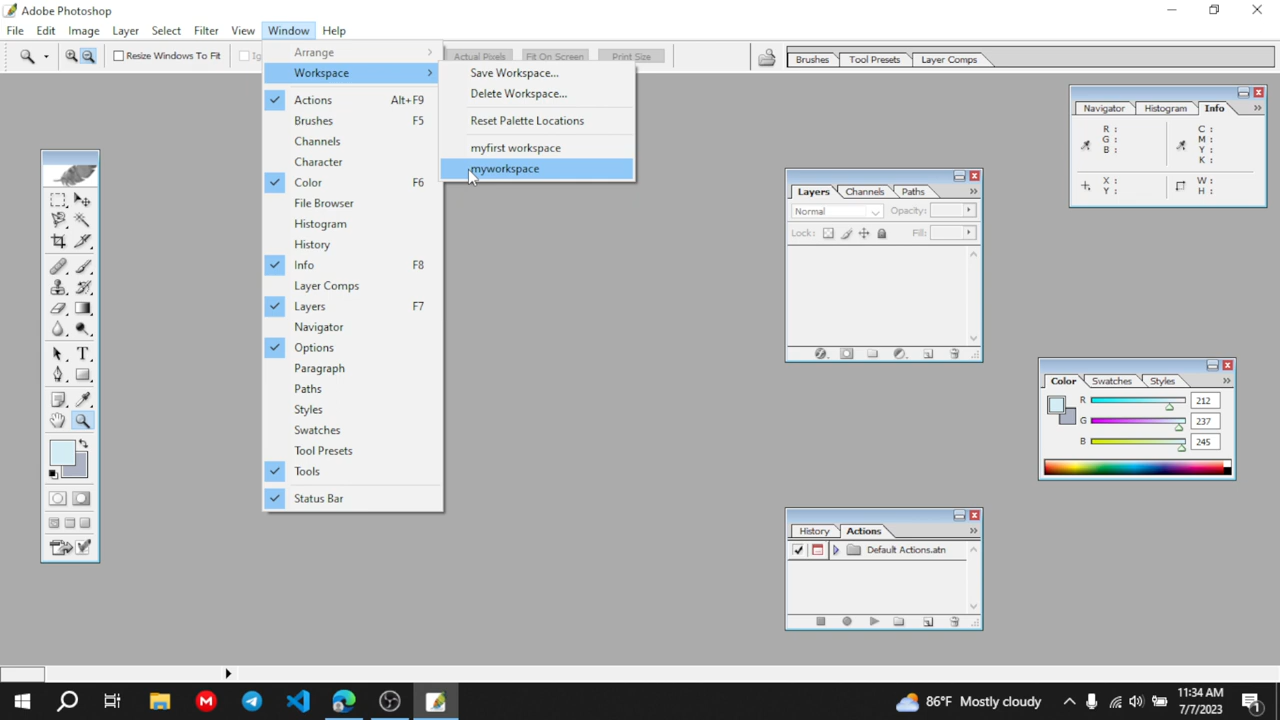 Adobe Photoshop
File Edit Image Layer Select Filter View Window Help
Resize Windows To Fit
Actual Pixels Fit On Screen Print Size
Brushes Tool Presets Layer Comps
Arrange
Workspace
Actions Alt+F9
Brushes F5
Channels
Character
Color F6
File Browser
Histogram
History
Info F8
Layer Comps
Layers F7
Navigator
Options
Paragraph
Paths
Styles
Swatches
Tool Presets
Tools
Status Bar
Save Workspace...
Delete Workspace...
Reset Palette Locations
myfirst workspace
myworkspace
Navigator Histogram Info
R :
G :
B :
C :
M :
Y :
K :
X :
Y :
W :
H :
Layers Channels Paths
Normal Opacity:
Lock: Fill:
Color Swatches Styles
R 212
G 237
B 245
History Actions
Default Actions.atn
86°F Mostly cloudy
11:34 AM
7/7/2023
1